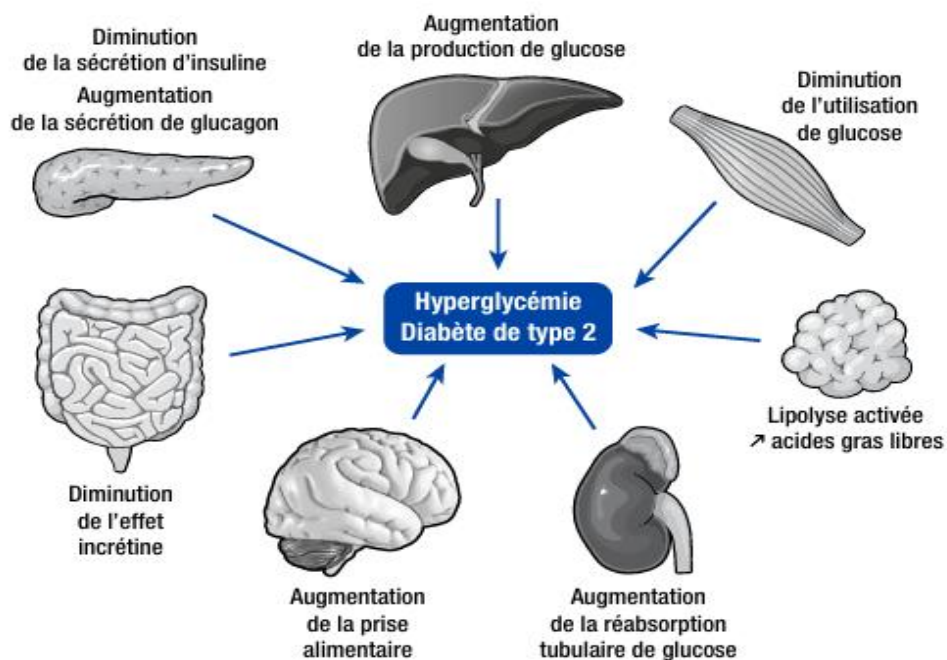 Diminution
de la sécrétion d'insuline
Augmentation
de la sécrétion de glucagon
Augmentation
de la production de glucose
Diminution
de l'utilisation
de glucose
Hyperglycémie
Diabète de type 2
Lipolyse activée
↗ acides gras libres
Diminution
de l'effet
incrétine
Augmentation
de la prise
alimentaire
Augmentation
de la réabsorption
tubulaire de glucose